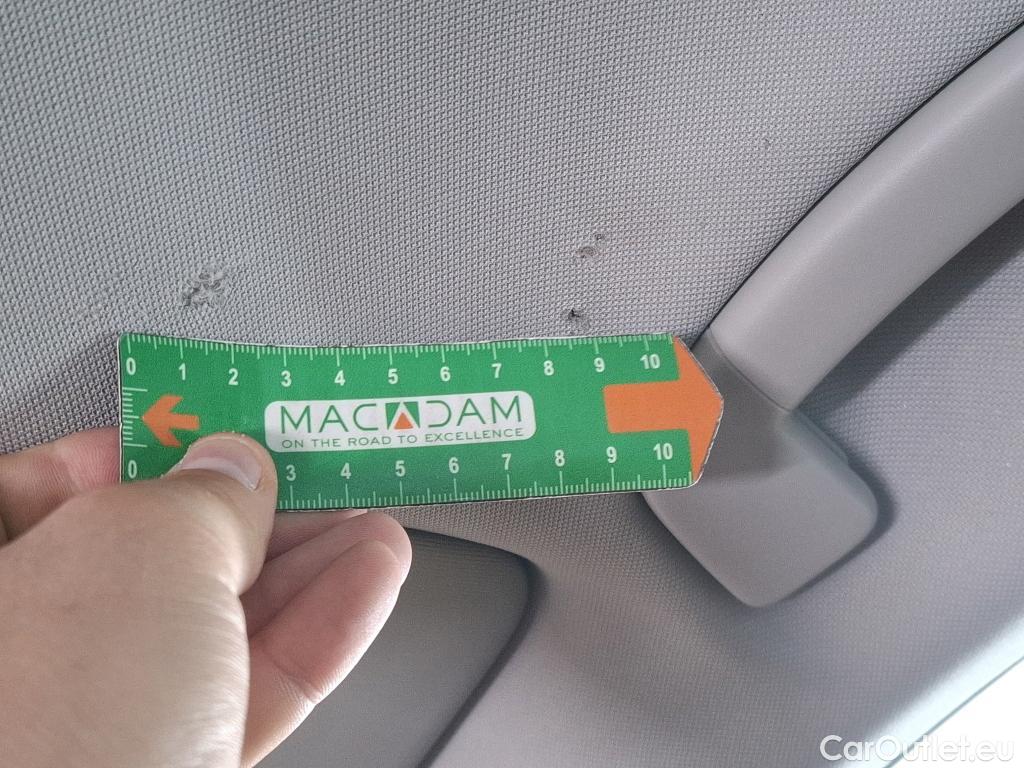 0 1 2 3 4 5 6 7 8 9 10
MACADAM
ON THE ROAD TO EXCELLENCE
0 3 4 5 6 7 8 9 10
CarOutlet.eu